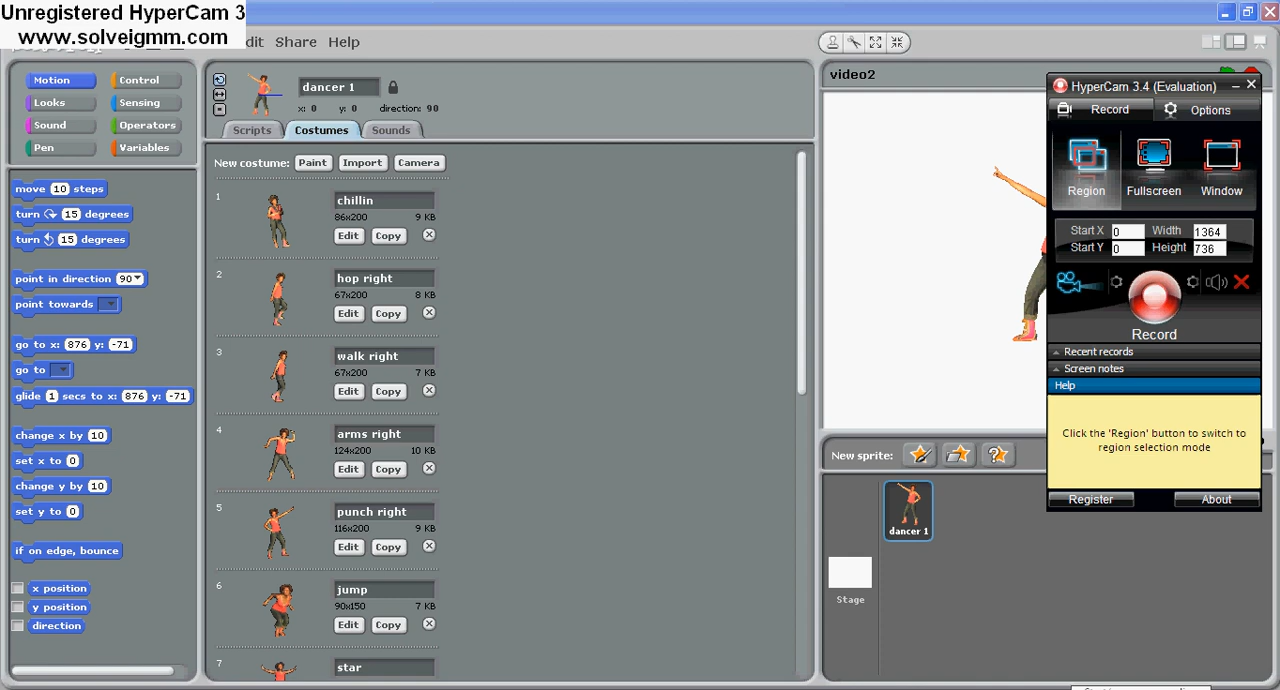 Unregistered HyperCam 3
www.solveigmm.com
Edit Share Help
Motion Control
Looks Sensing
Sound Operators
Pen Variables
move 10 steps
turn 15 degrees
turn 15 degrees
point in direction 90
point towards
go to x: 876 y: -71
go to
glide 1 secs to x: 876 y: -71
change x by 10
set x to 0
change y by 10
set y to 0
if on edge, bounce
x position
y position
direction
dancer 1
x: 0 y: 0 direction: 90
Scripts Costumes Sounds
New costume: Paint Import Camera
1 chillin
86x200 9 KB
Edit Copy
2 hop right
67x200 8 KB
Edit Copy
3 walk right
67x200 7 KB
Edit Copy
4 arms right
124x200 10 KB
Edit Copy
5 punch right
116x200 9 KB
Edit Copy
6 jump
90x150 7 KB
Edit Copy
7 star
video2
New sprite:
dancer 1
Stage
HyperCam 3.4 (Evaluation)
Record Options
Region Fullscreen Window
Start X 0 Width 1364
Start Y 0 Height 736
Record
Recent records
Screen notes
Help
Click the 'Region' button to switch to
region selection mode
Register About